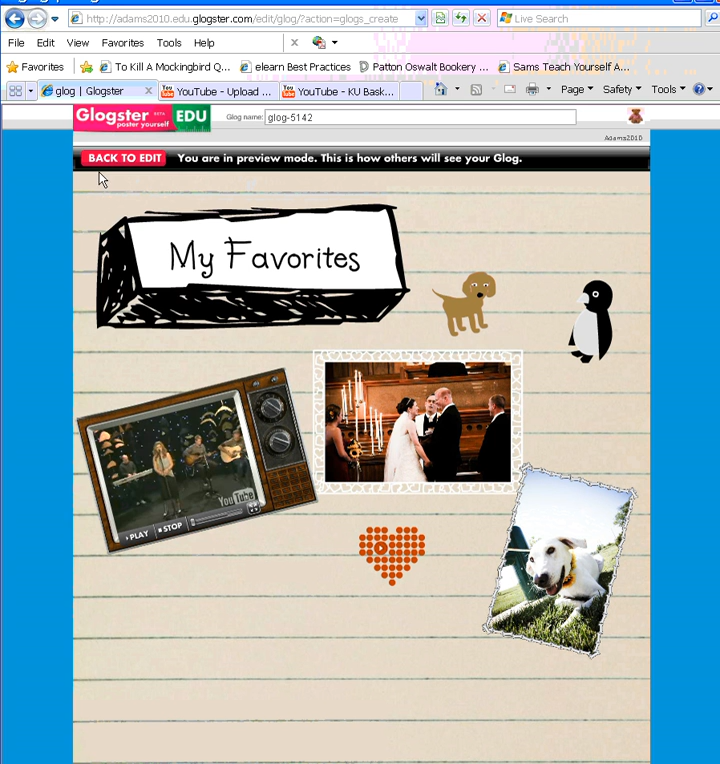 http://adams2010.edu.glogster.com/edit/glog/?action=glogs_create
Live Search
File Edit View Favorites Tools Help
Favorites To Kill A Mockingbird Q... elearn Best Practices Patton Oswalt Bookery ... Sams Teach Yourself A...
glog | Glogster YouTube - Upload ... YouTube - KU Bask... Page Safety Tools
Glogster BETA EDU
poster yourself
Glog name: glog-5142
Adams2010
BACK TO EDIT You are in preview mode. This is how others will see your Glog.
My Favorites
YouTube
PLAY STOP